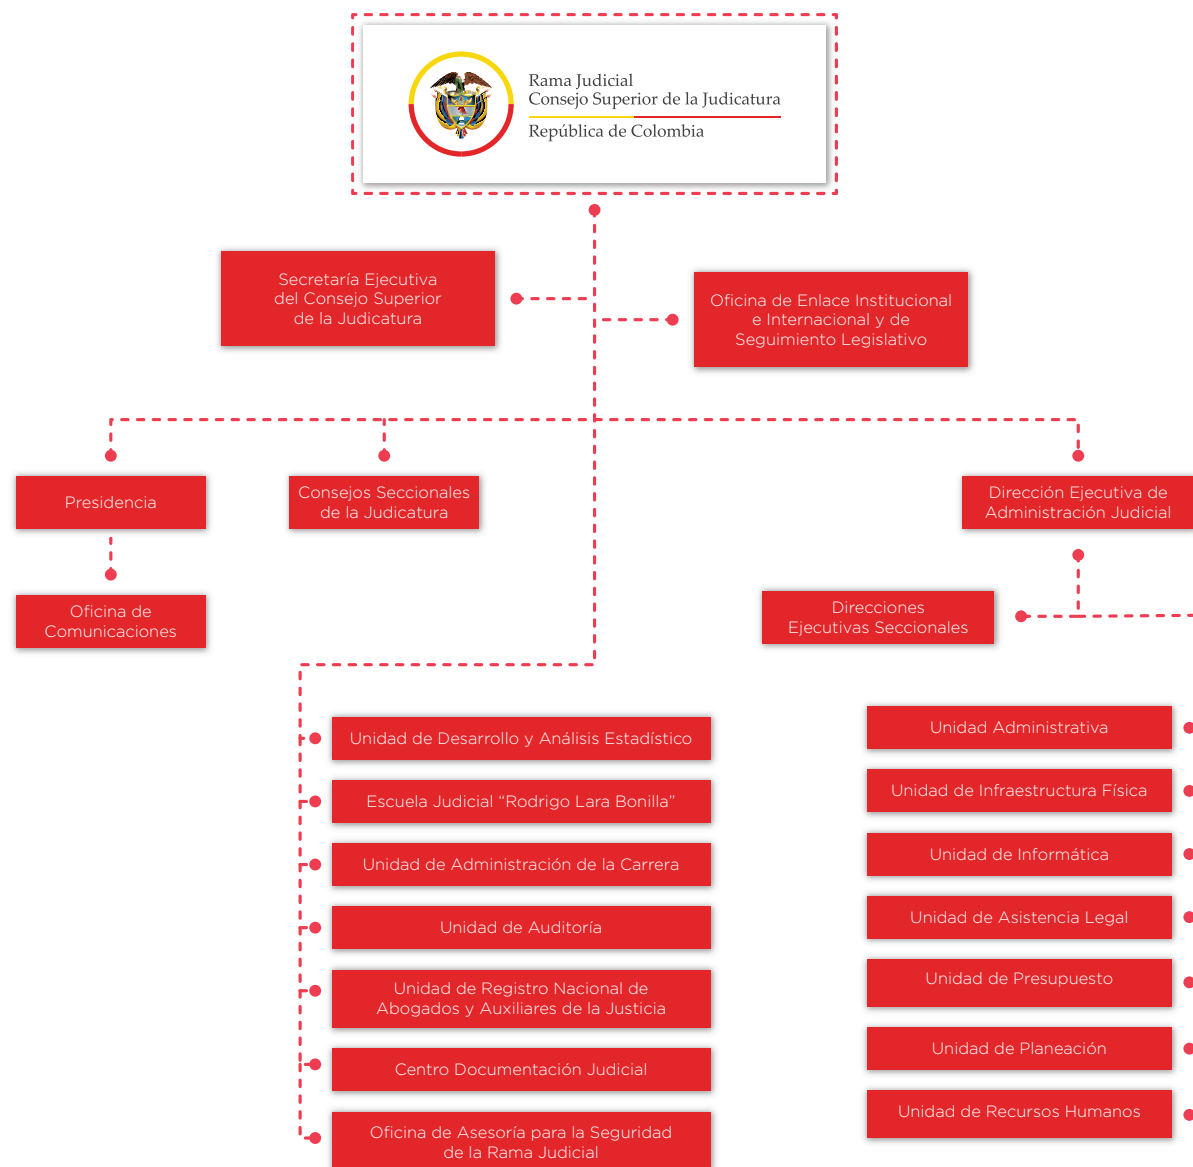 Rama Judicial
Consejo Superior de la Judicatura
República de Colombia
Secretaría Ejecutiva
del Consejo Superior
de la Judicatura
Oficina de Enlace Institucional
e Internacional y de
Seguimiento Legislativo
Presidencia
Consejos Seccionales
de la Judicatura
Dirección Ejecutiva de
Administración Judicial
Oficina de
Comunicaciones
Direcciones
Ejecutivas Seccionales
Unidad de Desarrollo y Análisis Estadístico
Escuela Judicial “Rodrigo Lara Bonilla”
Unidad de Administración de la Carrera
Unidad de Auditoría
Unidad de Registro Nacional de
Abogados y Auxiliares de la Justicia
Centro Documentación Judicial
Oficina de Asesoría para la Seguridad
de la Rama Judicial
Unidad Administrativa
Unidad de Infraestructura Física
Unidad de Informática
Unidad de Asistencia Legal
Unidad de Presupuesto
Unidad de Planeación
Unidad de Recursos Humanos